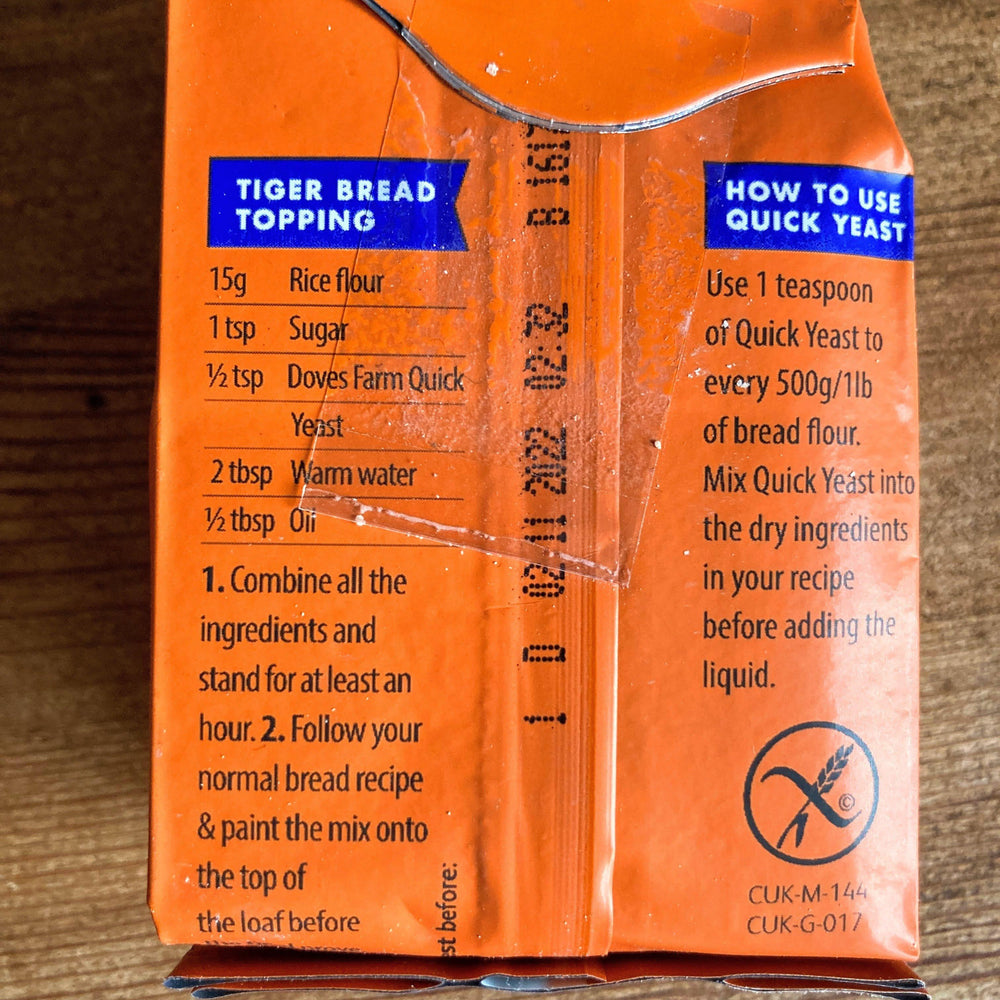 TIGER BREAD
TOPPING
15g Rice flour
1 tsp Sugar
½ tsp Doves Farm Quick
Yeast
2 tbsp Warm water
½ tbsp Oil
1. Combine all the
ingredients and
stand for at least an
hour. 2. Follow your
normal bread recipe
& paint the mix onto
the top of
the loaf before
before:
1 D 02 11 2022 02:32 B 1617
HOW TO USE
QUICK YEAST
Use 1 teaspoon
of Quick Yeast to
every 500g/1lb
of bread flour.
Mix Quick Yeast into
the dry ingredients
in your recipe
before adding the
liquid.
©
CUK-M-144
CUK-G-017